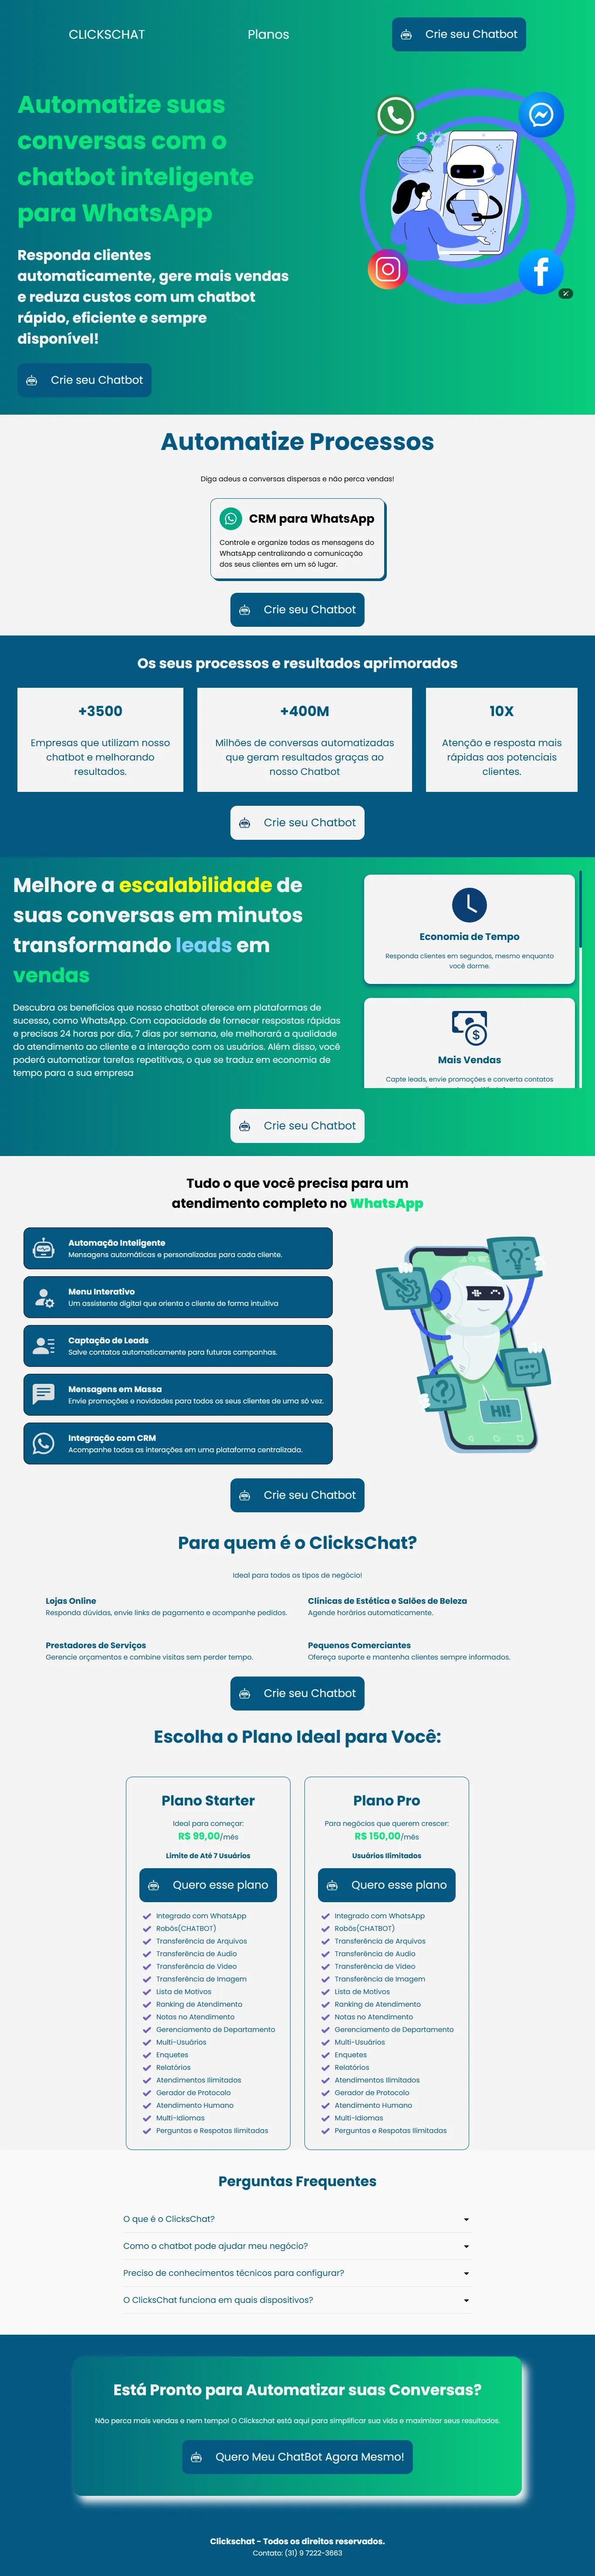 CLICKSCHAT
Planos
Crie seu Chatbot
Automatize suas
conversas com o
chatbot inteligente
para WhatsApp
Responda clientes
automaticamente, gere mais vendas
e reduza custos com um chatbot
rápido, eficiente e sempre
disponível!
Crie seu Chatbot
Automatize Processos
Diga adeus a conversas dispersas e não perca vendas!
CRM para WhatsApp
Controle e organize todas as mensagens do
WhatsApp centralizando a comunicação
dos seus clientes em um só lugar.
Crie seu Chatbot
Os seus processos e resultados aprimorados
+3500
Empresas que utilizam nosso
chatbot e melhorando
resultados.
+400M
Milhões de conversas automatizadas
que geram resultados graças ao
nosso Chatbot
10X
Atenção e resposta mais
rápidas aos potenciais
clientes.
Crie seu Chatbot
Melhore a escalabilidade de
suas conversas em minutos
transformando leads em
vendas
Descubra os benefícios que nosso chatbot oferece em plataformas de
sucesso, como WhatsApp. Com capacidade de fornecer respostas rápidas
e precisas 24 horas por dia, 7 dias por semana, ele melhorará a qualidade
do atendimento ao cliente e a interação com os usuários. Além disso, você
poderá automatizar tarefas repetitivas, o que se traduz em economia de
tempo para a sua empresa
Economia de Tempo
Responda clientes em segundos, mesmo enquanto
você dorme.
Mais Vendas
Capte leads, envie promoções e converta contatos
Crie seu Chatbot
Tudo o que você precisa para um
atendimento completo no WhatsApp
Automação Inteligente
Mensagens automáticas e personalizadas para cada cliente.
Menu Interativo
Um assistente digital que orienta o cliente de forma intuitiva
Captação de Leads
Salve contatos automaticamente para futuras campanhas.
Mensagens em Massa
Envie promoções e novidades para todos os seus clientes de uma só vez.
Integração com CRM
Acompanhe todas as interações em uma plataforma centralizada.
HI!
Crie seu Chatbot
Para quem é o ClicksChat?
Ideal para todos os tipos de negócio!
Lojas Online
Responda dúvidas, envie links de pagamento e acompanhe pedidos.
Clínicas de Estética e Salões de Beleza
Agende horários automaticamente.
Prestadores de Serviços
Gerencie orçamentos e combine visitas sem perder tempo.
Pequenos Comerciantes
Ofereça suporte e mantenha clientes sempre informados.
Crie seu Chatbot
Escolha o Plano Ideal para Você:
Plano Starter
Ideal para começar:
R$ 99,00/mês
Limite de Até 7 Usuários
Quero esse plano
Integrado com WhatsApp
Robôs(CHATBOT)
Transferência de Arquivos
Transferência de Audio
Transferência de Video
Transferência de Imagem
Lista de Motivos
Ranking de Atendimento
Notas no Atendimento
Gerenciamento de Departamento
Multi-Usuários
Enquetes
Relatórios
Atendimentos Ilimitados
Gerador de Protocolo
Atendimento Humano
Multi-Idiomas
Perguntas e Respotas Ilimitadas
Plano Pro
Para negócios que querem crescer:
R$ 150,00/mês
Usuários Ilimitados
Quero esse plano
Integrado com WhatsApp
Robôs(CHATBOT)
Transferência de Arquivos
Transferência de Audio
Transferência de Video
Transferência de Imagem
Lista de Motivos
Ranking de Atendimento
Notas no Atendimento
Gerenciamento de Departamento
Multi-Usuários
Enquetes
Relatórios
Atendimentos Ilimitados
Gerador de Protocolo
Atendimento Humano
Multi-Idiomas
Perguntas e Respotas Ilimitadas
Perguntas Frequentes
O que é o ClicksChat?
Como o chatbot pode ajudar meu negócio?
Preciso de conhecimentos técnicos para configurar?
O ClicksChat funciona em quais dispositivos?
Está Pronto para Automatizar suas Conversas?
Não perca mais vendas e nem tempo! O Clickschat está aqui para simplificar sua vida e maximizar seus resultados.
Quero Meu ChatBot Agora Mesmo!
Clickschat - Todos os direitos reservados.
Contato: (31) 9 7222-3663